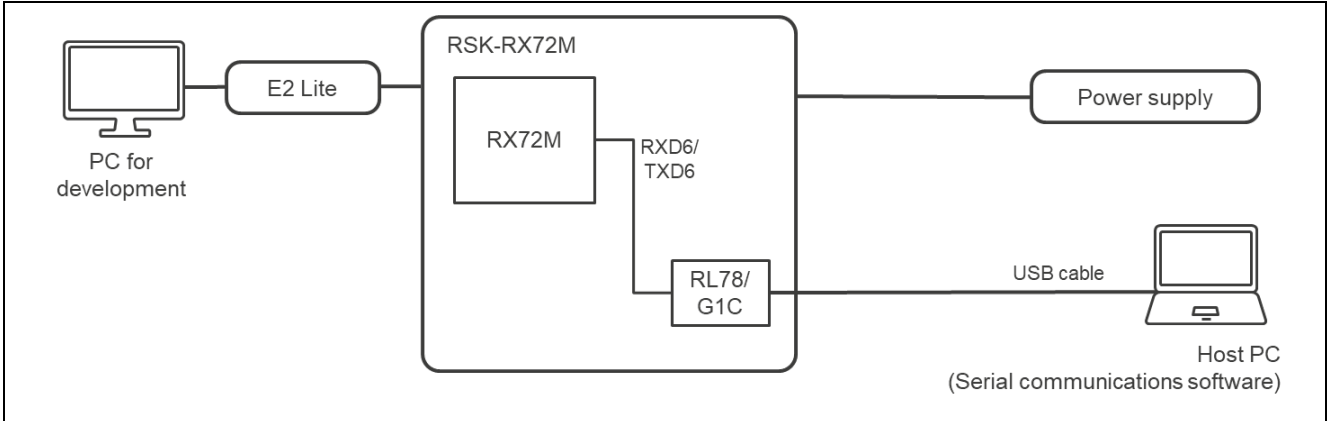 RSK-RX72M
E2 Lite
RX72M
Power supply
RXD6/
TXD6
PC for
development
RL78/
G1C
USB cable
Host PC
(Serial communications software)